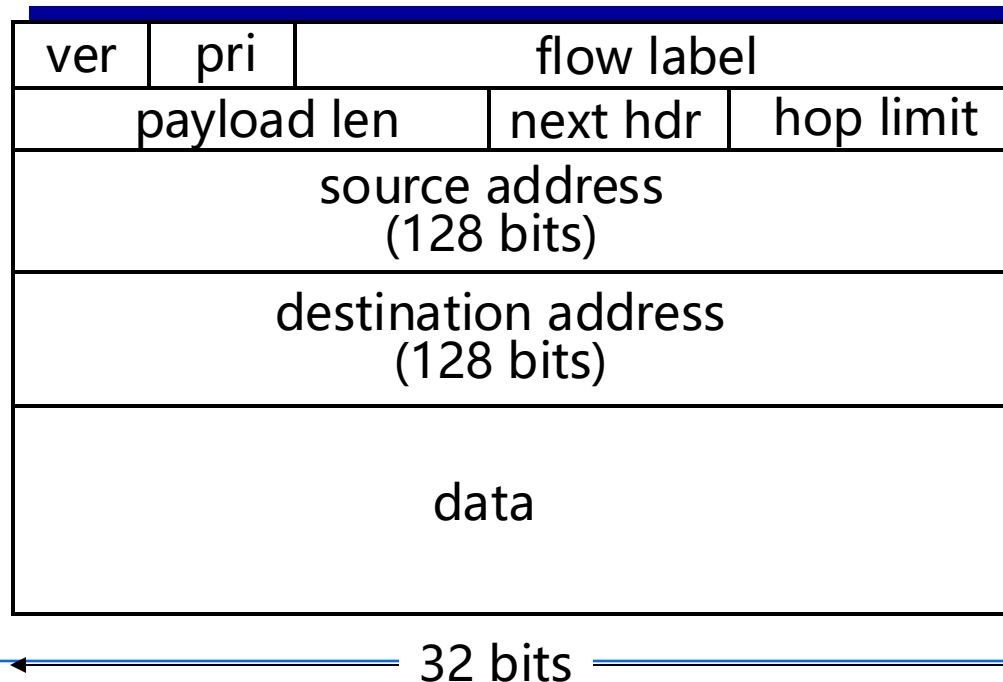 ver pri flow label
payload len next hdr hop limit
source address
(128 bits)
destination address
(128 bits)
data
32 bits